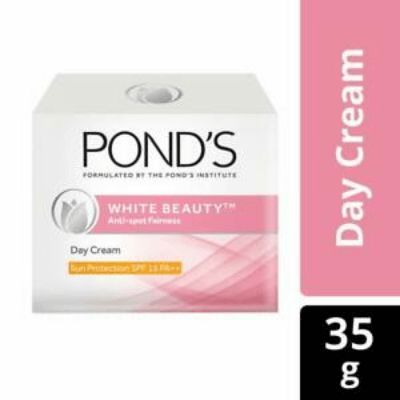 POND'S
FORMULATED BY THE POND'S INSTITUTE
WHITE BEAUTY™
Anti-spot Fairness
Day Cream
Sun Protection SPF 15 PA++
Day Cream
35
g